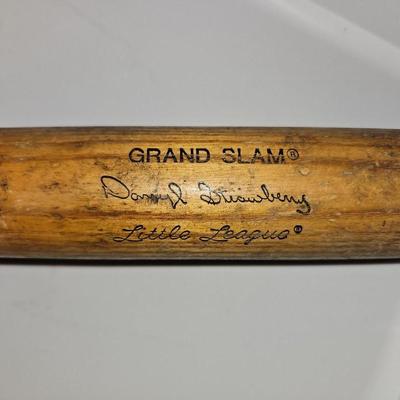 GRAND SLAM®
Darryl Strawberry
Little League®